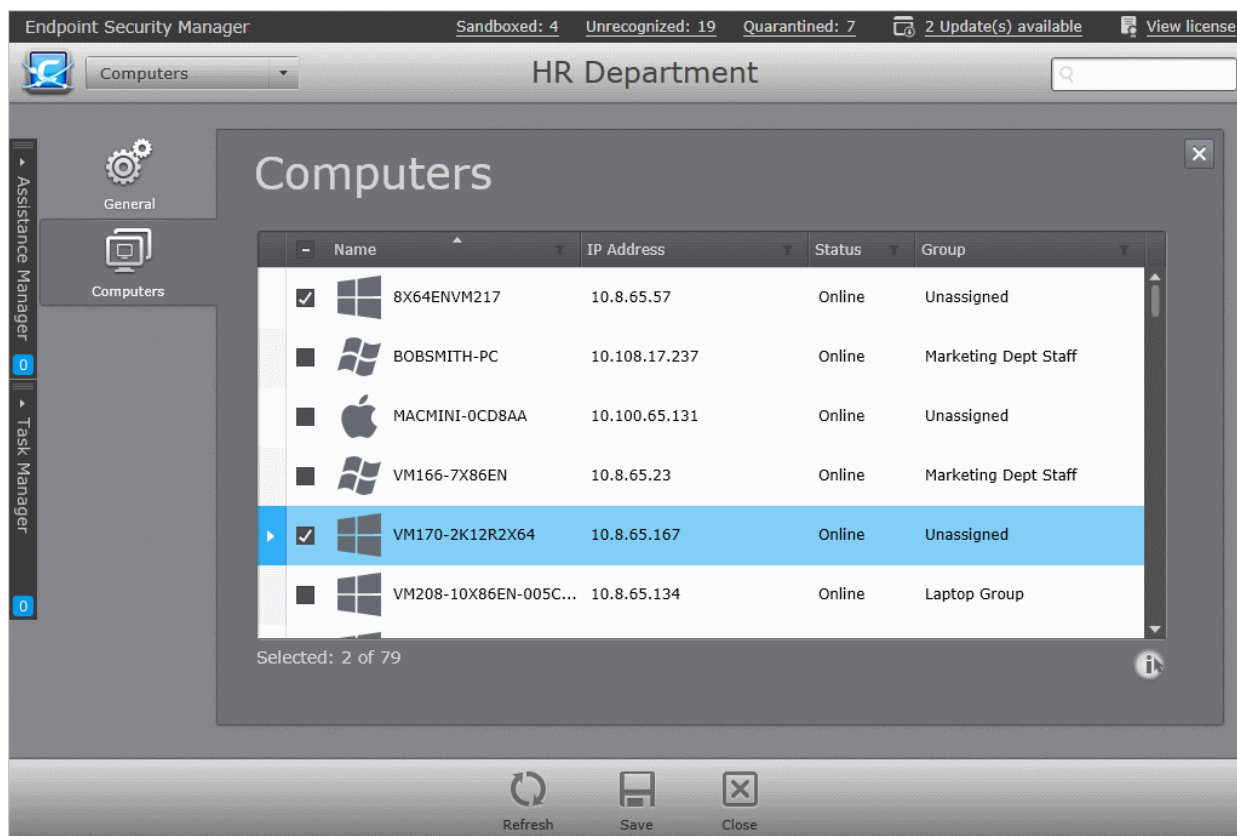 Endpoint Security Manager Sandboxed: 4 Unrecognized: 19 Quarantined: 7 2 Update(s) available View license
Computers HR Department
General
Computers
Assistance Manager
0
Task Manager
0
Computers
Name IP Address Status Group
8X64ENVM217 10.8.65.57 Online Unassigned
BOBSMITH-PC 10.108.17.237 Online Marketing Dept Staff
MACMINI-0CD8AA 10.100.65.131 Online Unassigned
VM166-7X86EN 10.8.65.23 Online Marketing Dept Staff
VM170-2K12R2X64 10.8.65.167 Online Unassigned
VM208-10X86EN-005C... 10.8.65.134 Online Laptop Group
Selected: 2 of 79
Refresh Save Close